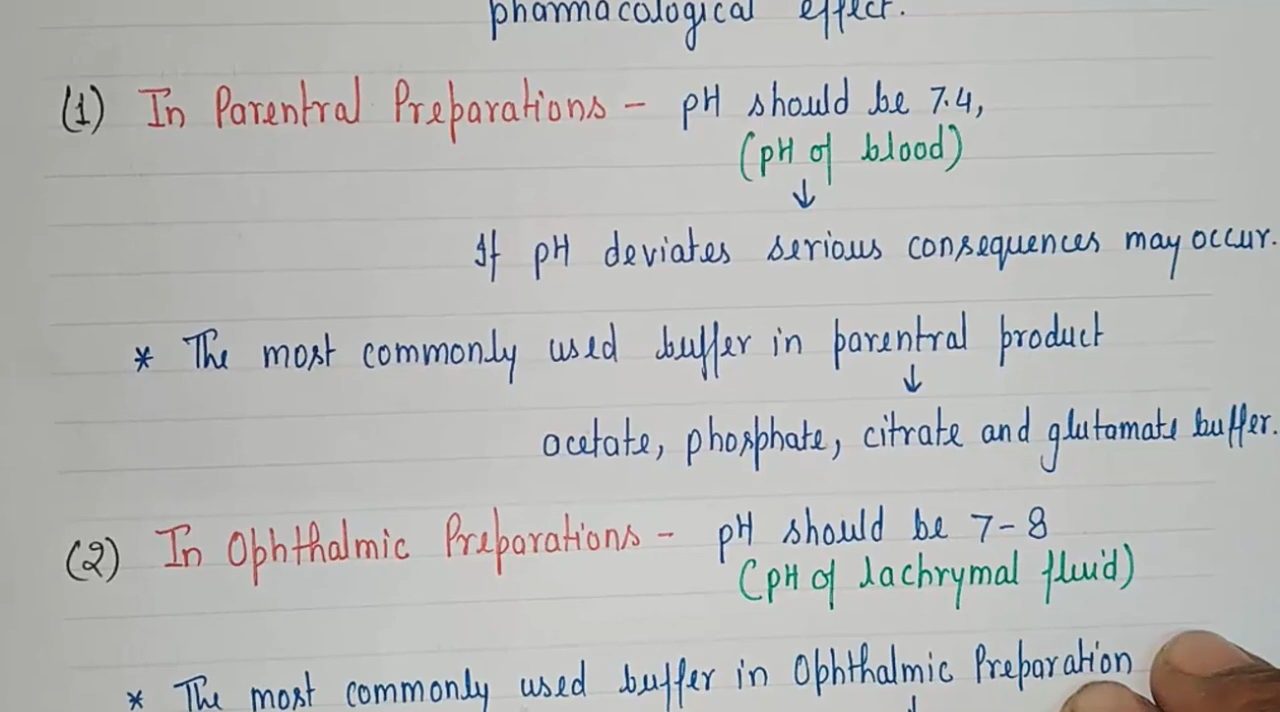 pharmacological effect.
(1) In Parentral Preparations - pH should be 7.4,
(pH of blood)
↓
If pH deviates serious consequences may occur.
* The most commonly used buffer in parentral product
↓
acetate, phosphate, citrate and glutamate buffer.
(2) In Ophthalmic Preparations - pH should be 7-8
(pH of lachrymal fluid)
* The most commonly used buffer in Ophthalmic Preparation
↓